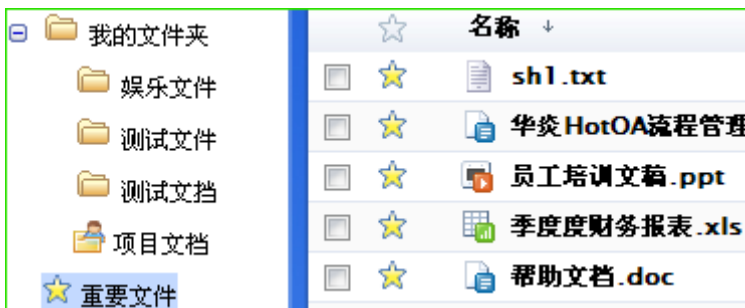 我的文件夹
娱乐文件
测试文件
测试文档
项目文档
重要文件
名称 ↓
sh1.txt
华炎HotOA流程管理
员工培训文稿.ppt
季度度财务报表.xls
帮助文档.doc